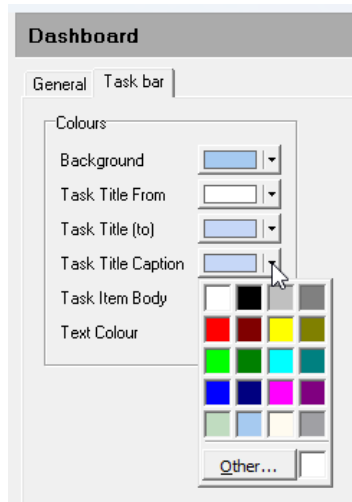 Dashboard
General Task bar
Colours
Background
Task Title From
Task Title (to)
Task Title Caption
Task Item Body
Text Colour
Other...